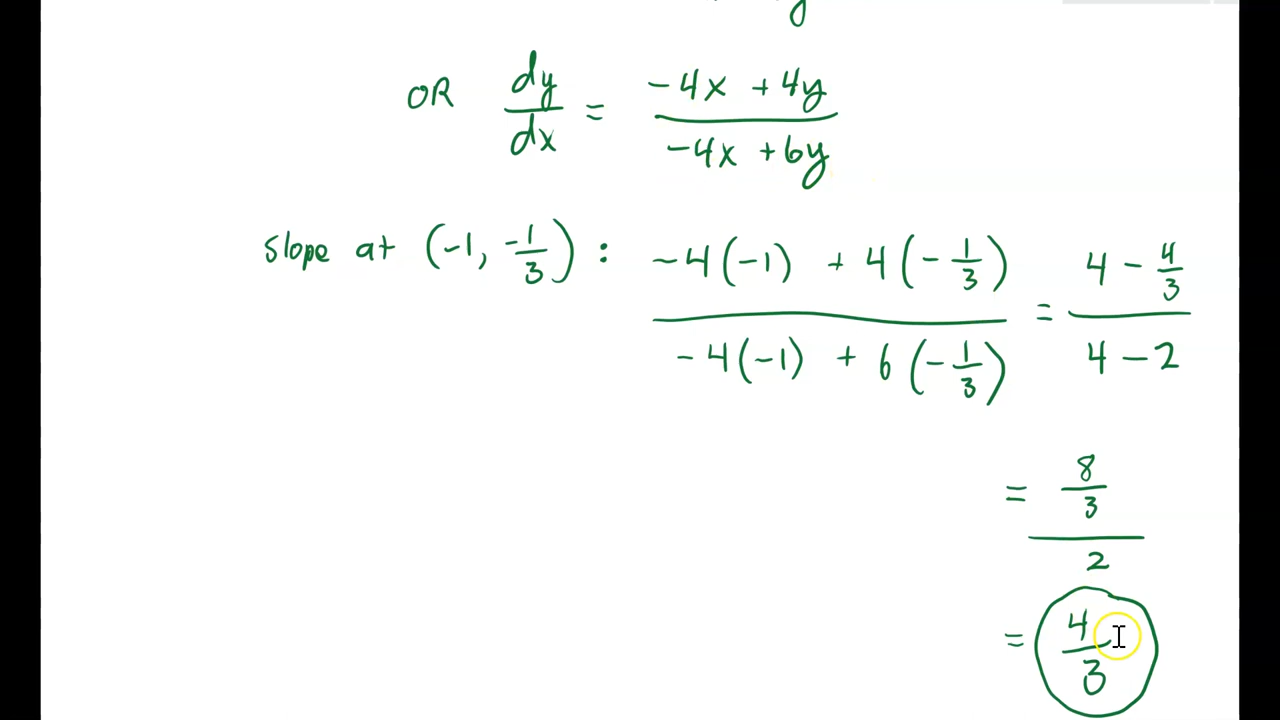 y
OR dy/dx = (-4x + 4y)/(-4x + 6y)
slope at (-1, -1/3) : (-4(-1) + 4(-1/3))/(-4(-1) + 6(-1/3)) = (4 - 4/3)/(4 - 2)
= (8/3)/2
= 4/3